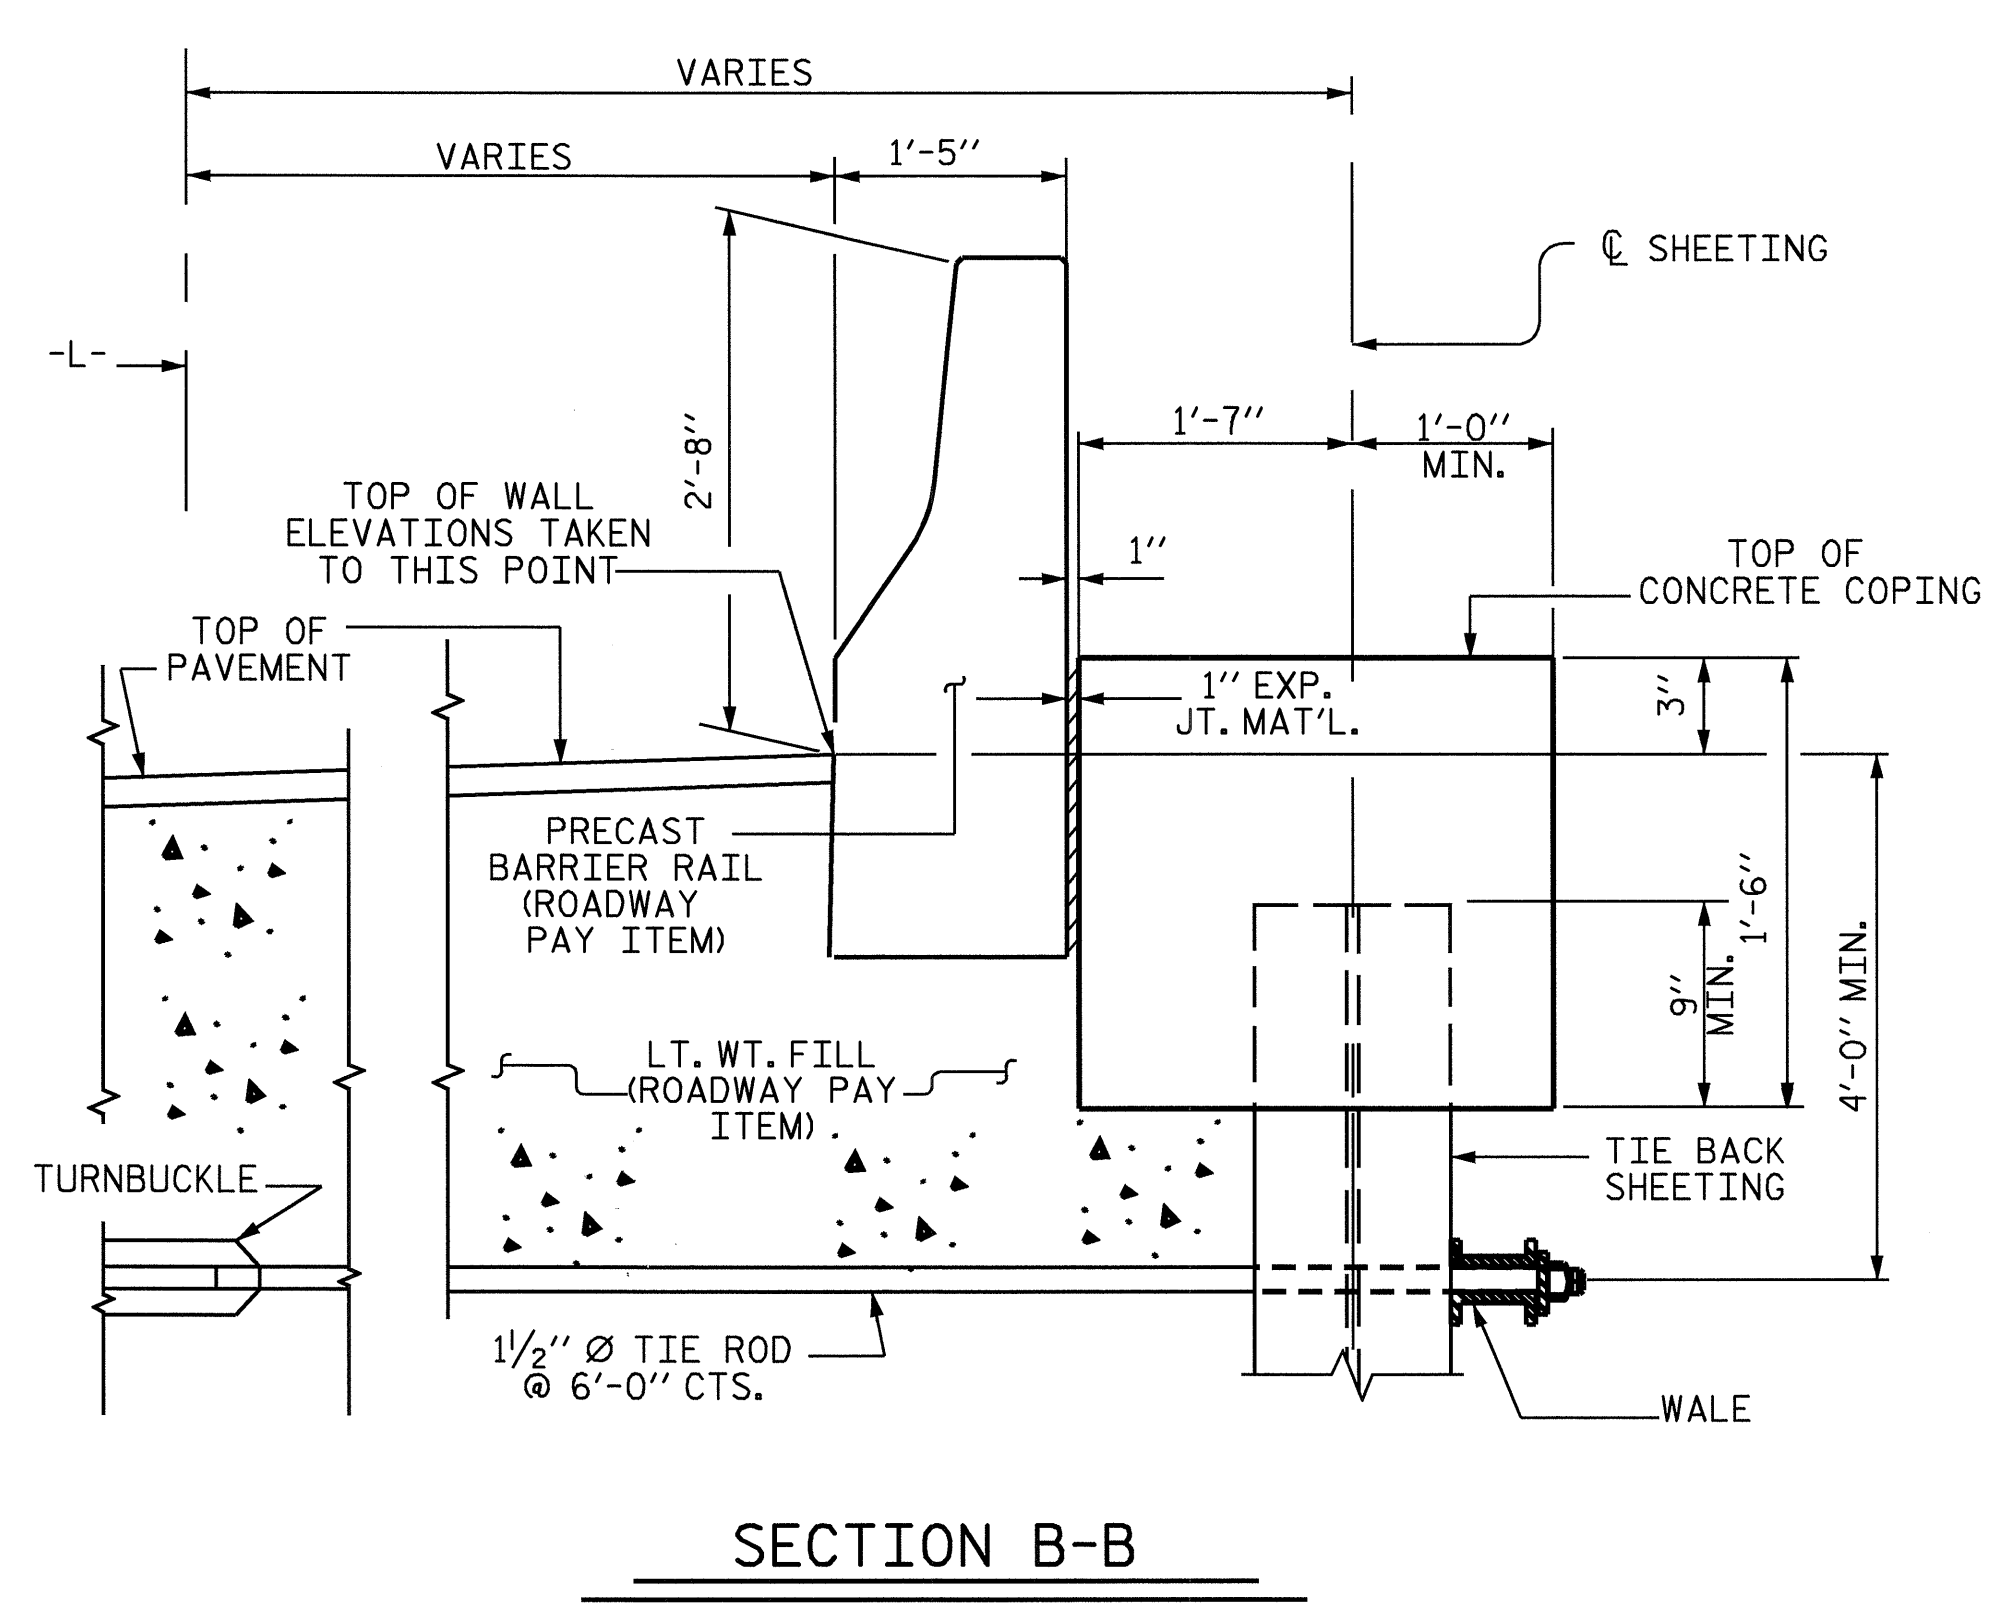 VARIES
VARIES
1'-5"
℄ SHEETING
-L-
2'-8"
1'-7"
1'-0"
MIN.
TOP OF WALL
ELEVATIONS TAKEN
TO THIS POINT
1"
TOP OF
CONCRETE COPING
TOP OF
PAVEMENT
1" EXP.
JT. MAT'L.
3"
PRECAST
BARRIER RAIL
(ROADWAY
PAY ITEM)
1'-6"
9"
MIN.
4'-0" MIN.
LT. WT. FILL
(ROADWAY PAY
ITEM)
TURNBUCKLE
TIE BACK
SHEETING
1½" Ø TIE ROD
@ 6'-0" CTS.
WALE
SECTION B-B